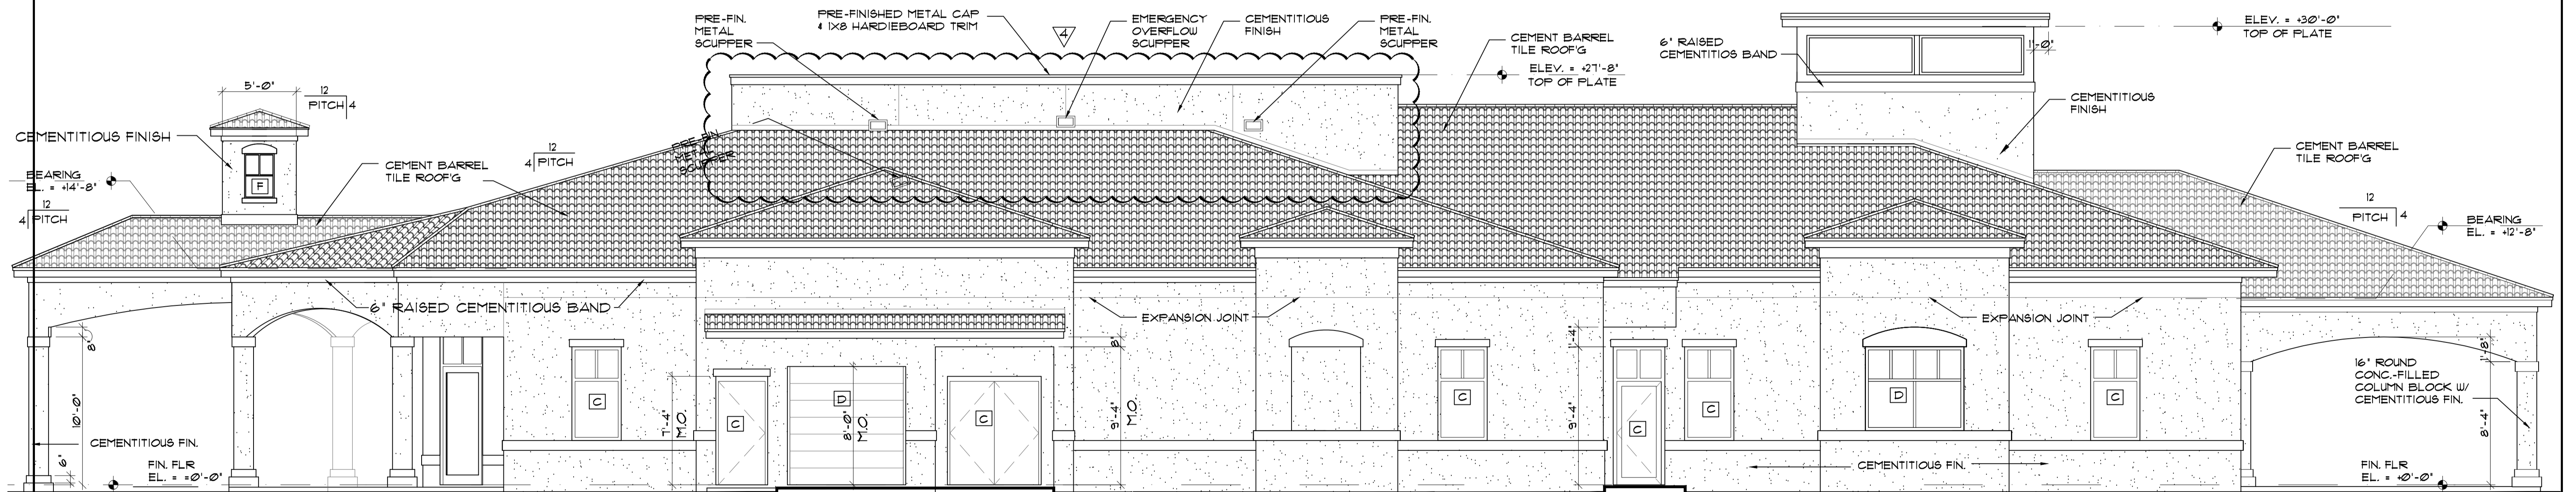 PRE-FIN.
METAL
SCUPPER
PRE-FINISHED METAL CAP
& 1X8 HARDIEBOARD TRIM
4
EMERGENCY
OVERFLOW
SCUPPER
CEMENTITIOUS
FINISH
PRE-FIN.
METAL
SCUPPER
CEMENT BARREL
TILE ROOF'G
ELEV. = +27'-8"
TOP OF PLATE
6" RAISED
CEMENTITIOS BAND
1'-0"
ELEV. = +30'-0"
TOP OF PLATE
5'-0"
12
PITCH 4
CEMENTITIOUS FINISH
F
BEARING
EL. = +14'-8"
12
4 PITCH
CEMENT BARREL
TILE ROOF'G
12
4 PITCH
PRE-FIN.
METAL
SCUPPER
CEMENTITIOUS
FINISH
CEMENT BARREL
TILE ROOF'G
12
PITCH 4
BEARING
EL. = +12'-8"
6" RAISED CEMENTITIOUS BAND
EXPANSION JOINT
EXPANSION JOINT
8"
10'-0"
6"
CEMENTITIOUS FIN.
FIN. FLR
EL. = ±0'-0"
C
7'-4"
M.O.
C
D
8'-0"
M.O.
C
8"
9'-4"
M.O.
C
1'-4"
9'-4"
C
C
D
C
CEMENTITIOUS FIN.
1'-8"
8'-4"
16" ROUND
CONC.-FILLED
COLUMN BLOCK W/
CEMENTITIOUS FIN.
FIN. FLR
EL. = +0'-0"